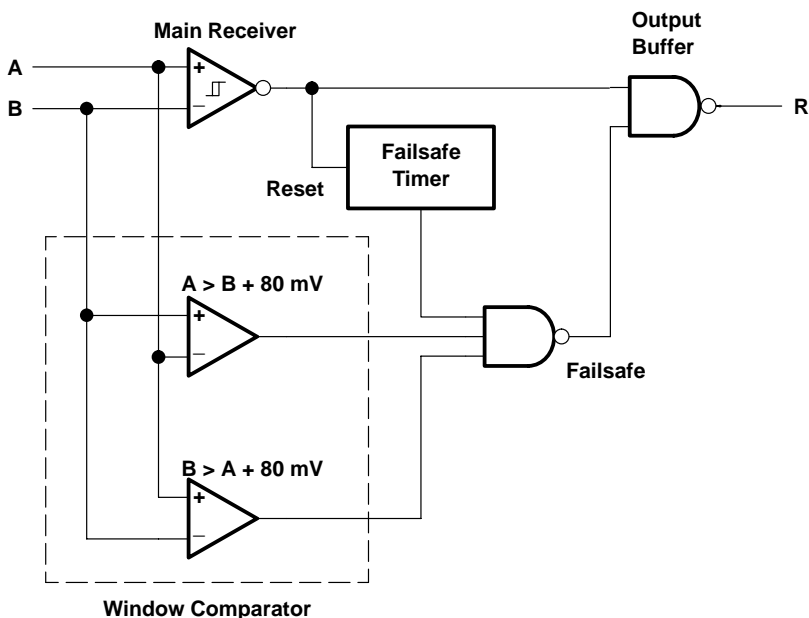 Main Receiver
Output
Buffer
A
B
+
_
R
Reset
Failsafe
Timer
A > B + 80 mV
+
_
Failsafe
B > A + 80 mV
+
_
Window Comparator